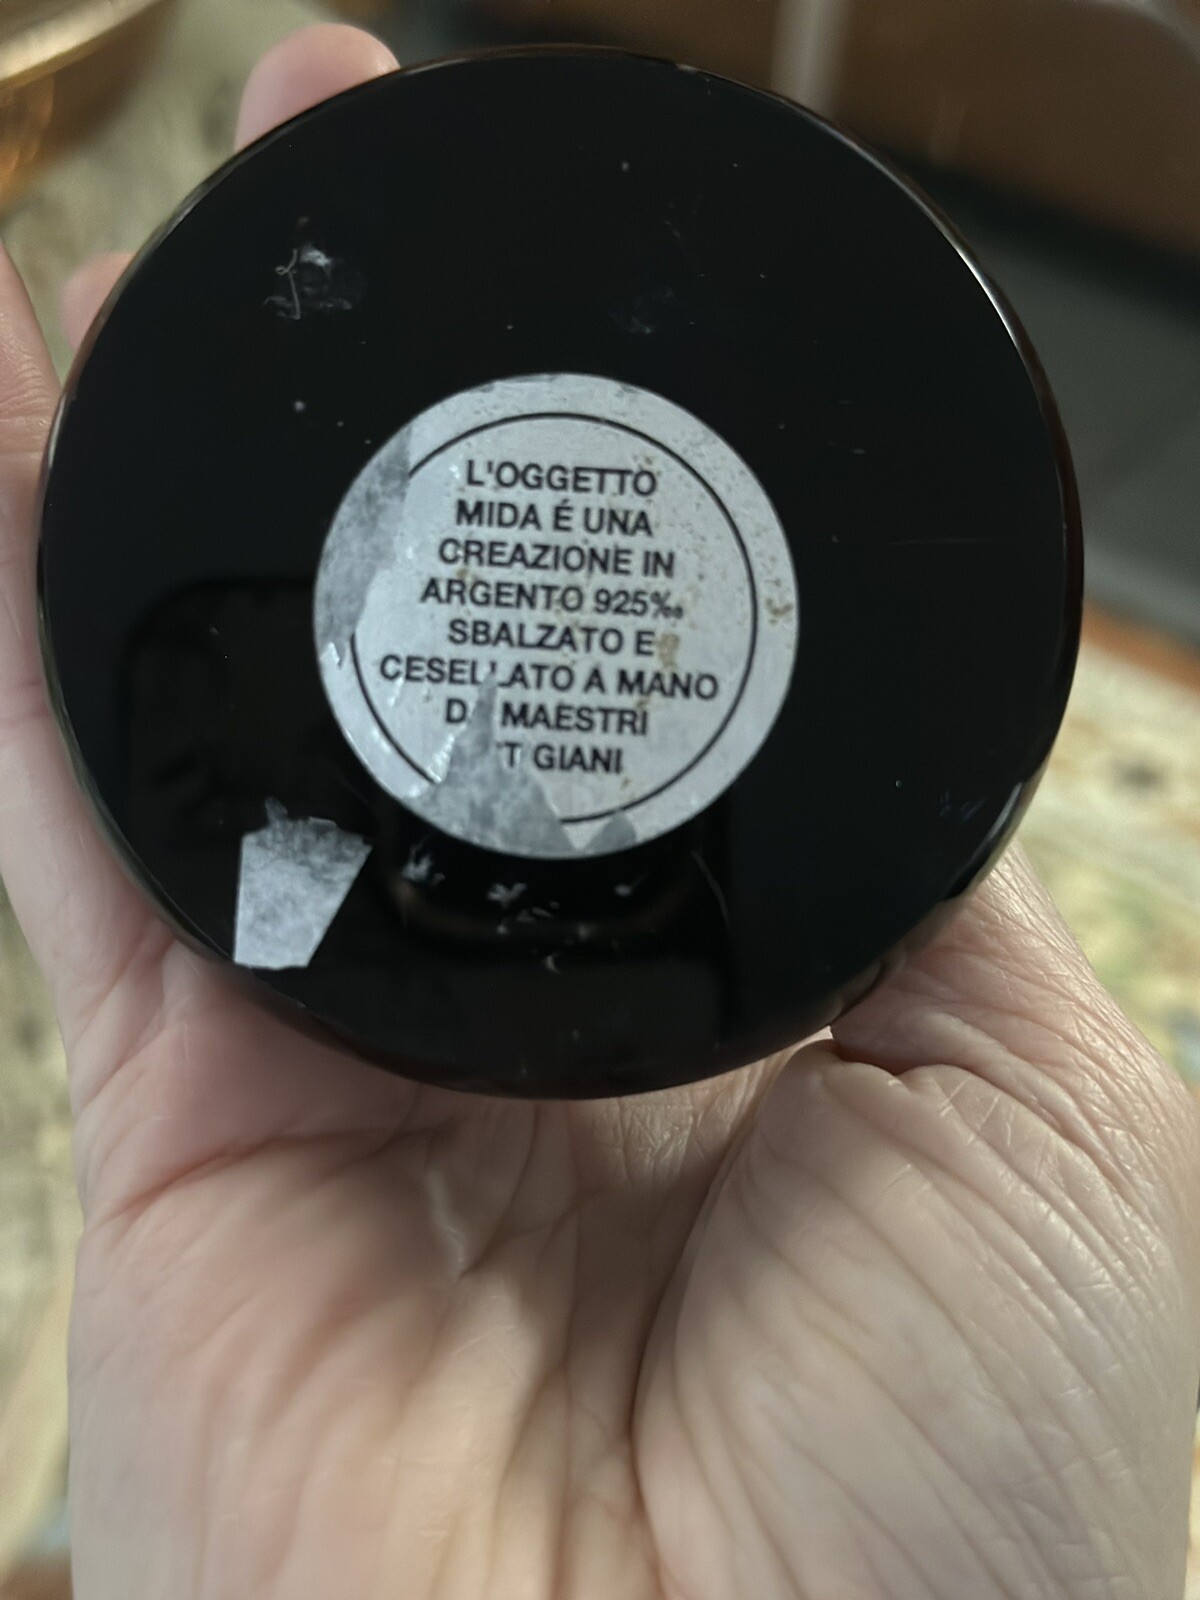 L'OGGETTO
MIDA É UNA
CREAZIONE IN
ARGENTO 925‰
SBALZATO E
CESELLATO A MANO
MAESTRI